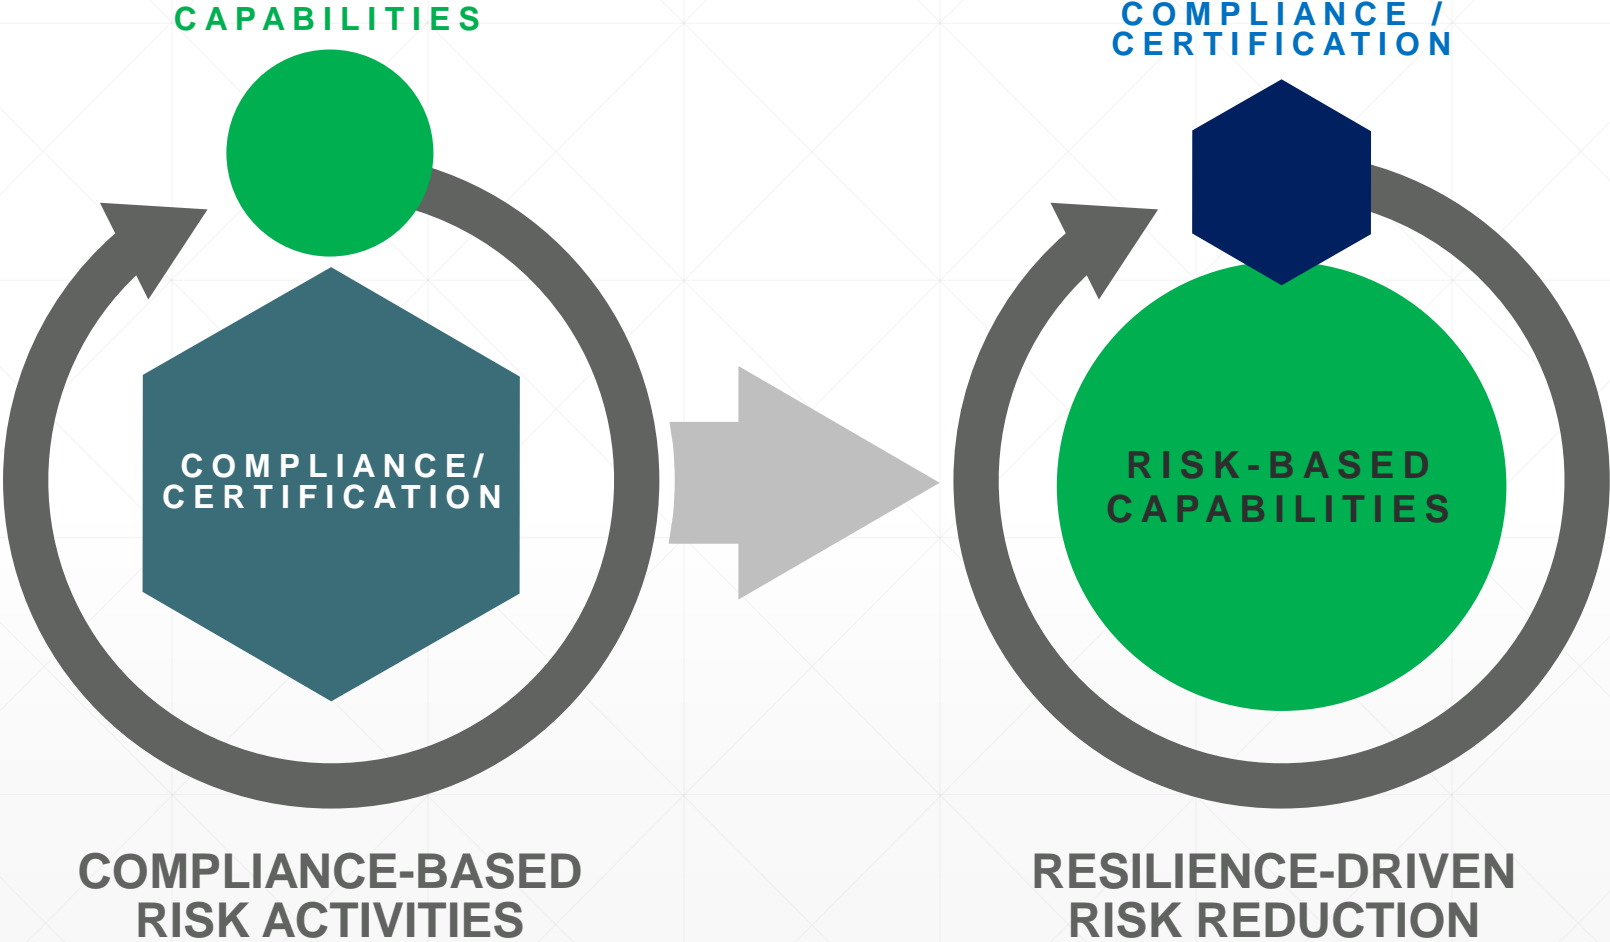 CAPABILITIES
COMPLIANCE/
CERTIFICATION
COMPLIANCE-BASED
RISK ACTIVITIES
COMPLIANCE /
CERTIFICATION
RISK-BASED
CAPABILITIES
RESILIENCE-DRIVEN
RISK REDUCTION